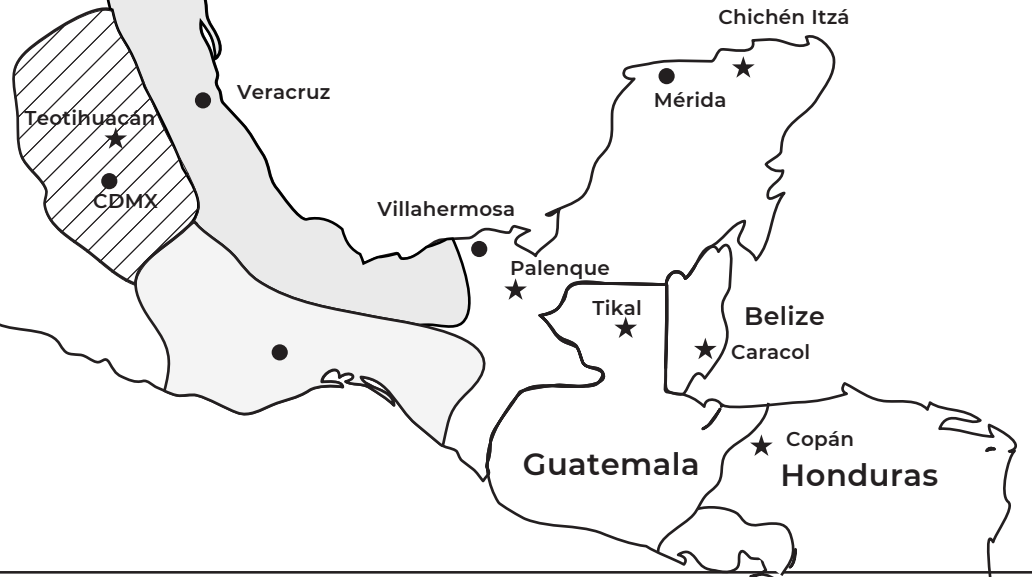 Chichén Itzá
Veracruz
Mérida
Teotihuacán
CDMX
Villahermosa
Palenque
Tikal
Belize
Caracol
Copán
Guatemala
Honduras